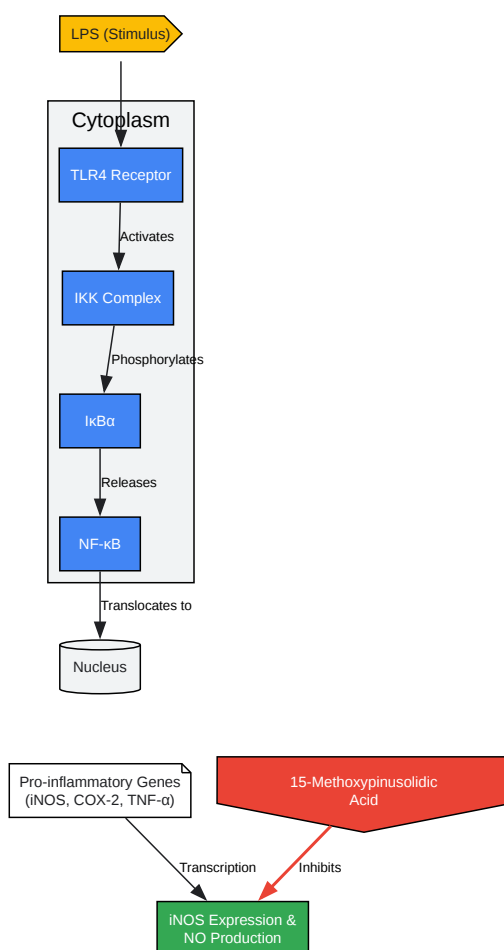 LPS (Stimulus)
Cytoplasm
TLR4 Receptor
Activates
IKK Complex
Phosphorylates
IκBα
Releases
NF-κB
Translocates to
Nucleus
Pro-inflammatory Genes
(iNOS, COX-2, TNF-α)
15-Methoxypinusolidic
Acid
Transcription
Inhibits
iNOS Expression &
NO Production